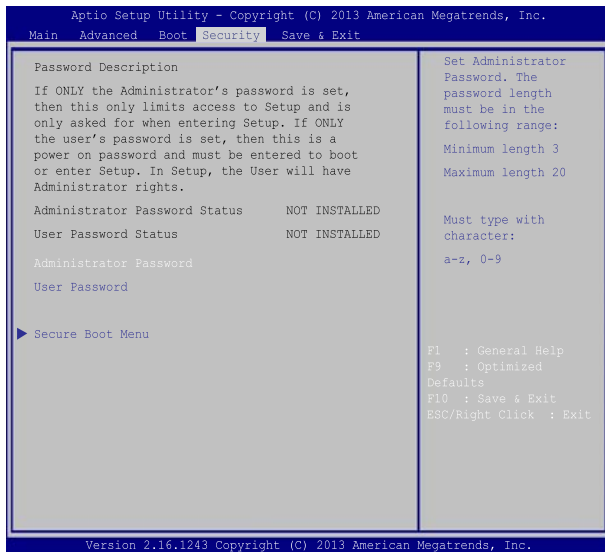 Aptio Setup Utility - Copyright (C) 2013 American Megatrends, Inc.
Main Advanced Boot Security Save & Exit
Password Description
If ONLY the Administrator's password is set,
then this only limits access to Setup and is
only asked for when entering Setup. If ONLY
the user's password is set, then this is a
power on password and must be entered to boot
or enter Setup. In Setup, the User will have
Administrator rights.
Administrator Password Status NOT INSTALLED
User Password Status NOT INSTALLED
Administrator Password
User Password
Secure Boot Menu
Set Administrator
Password. The
password length
must be in the
following range:
Minimum length 3
Maximum length 20
Must type with
character:
a-z, 0-9
F1 : General Help
F9 : Optimized
Defaults
F10 : Save & Exit
ESC/Right Click : Exit
Version 2.16.1243 Copyright (C) 2013 American Megatrends, Inc.